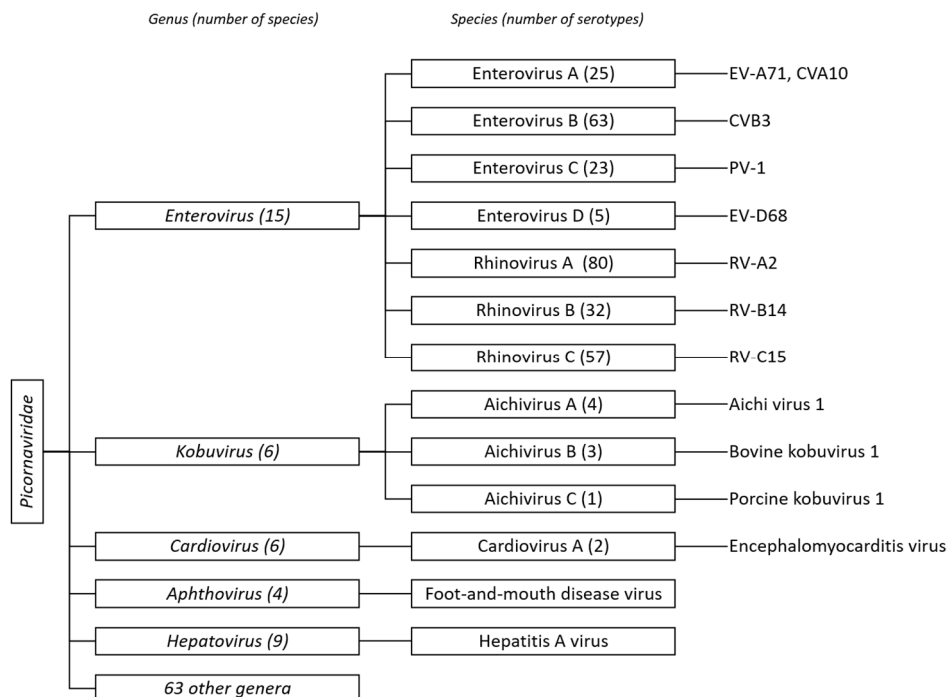 Genus (number of species)
Species (number of serotypes)
Enterovirus A (25)
EV-A71, CVA10
Enterovirus B (63)
CVB3
Enterovirus C (23)
PV-1
Enterovirus (15)
Enterovirus D (5)
EV-D68
Rhinovirus A (80)
RV-A2
Rhinovirus B (32)
RV-B14
Rhinovirus C (57)
RV-C15
Picornaviridae
Aichivirus A (4)
Aichi virus 1
Kobuvirus (6)
Aichivirus B (3)
Bovine kobuvirus 1
Aichivirus C (1)
Porcine kobuvirus 1
Cardiovirus (6)
Cardiovirus A (2)
Encephalomyocarditis virus
Aphthovirus (4)
Foot-and-mouth disease virus
Hepatovirus (9)
Hepatitis A virus
63 other genera